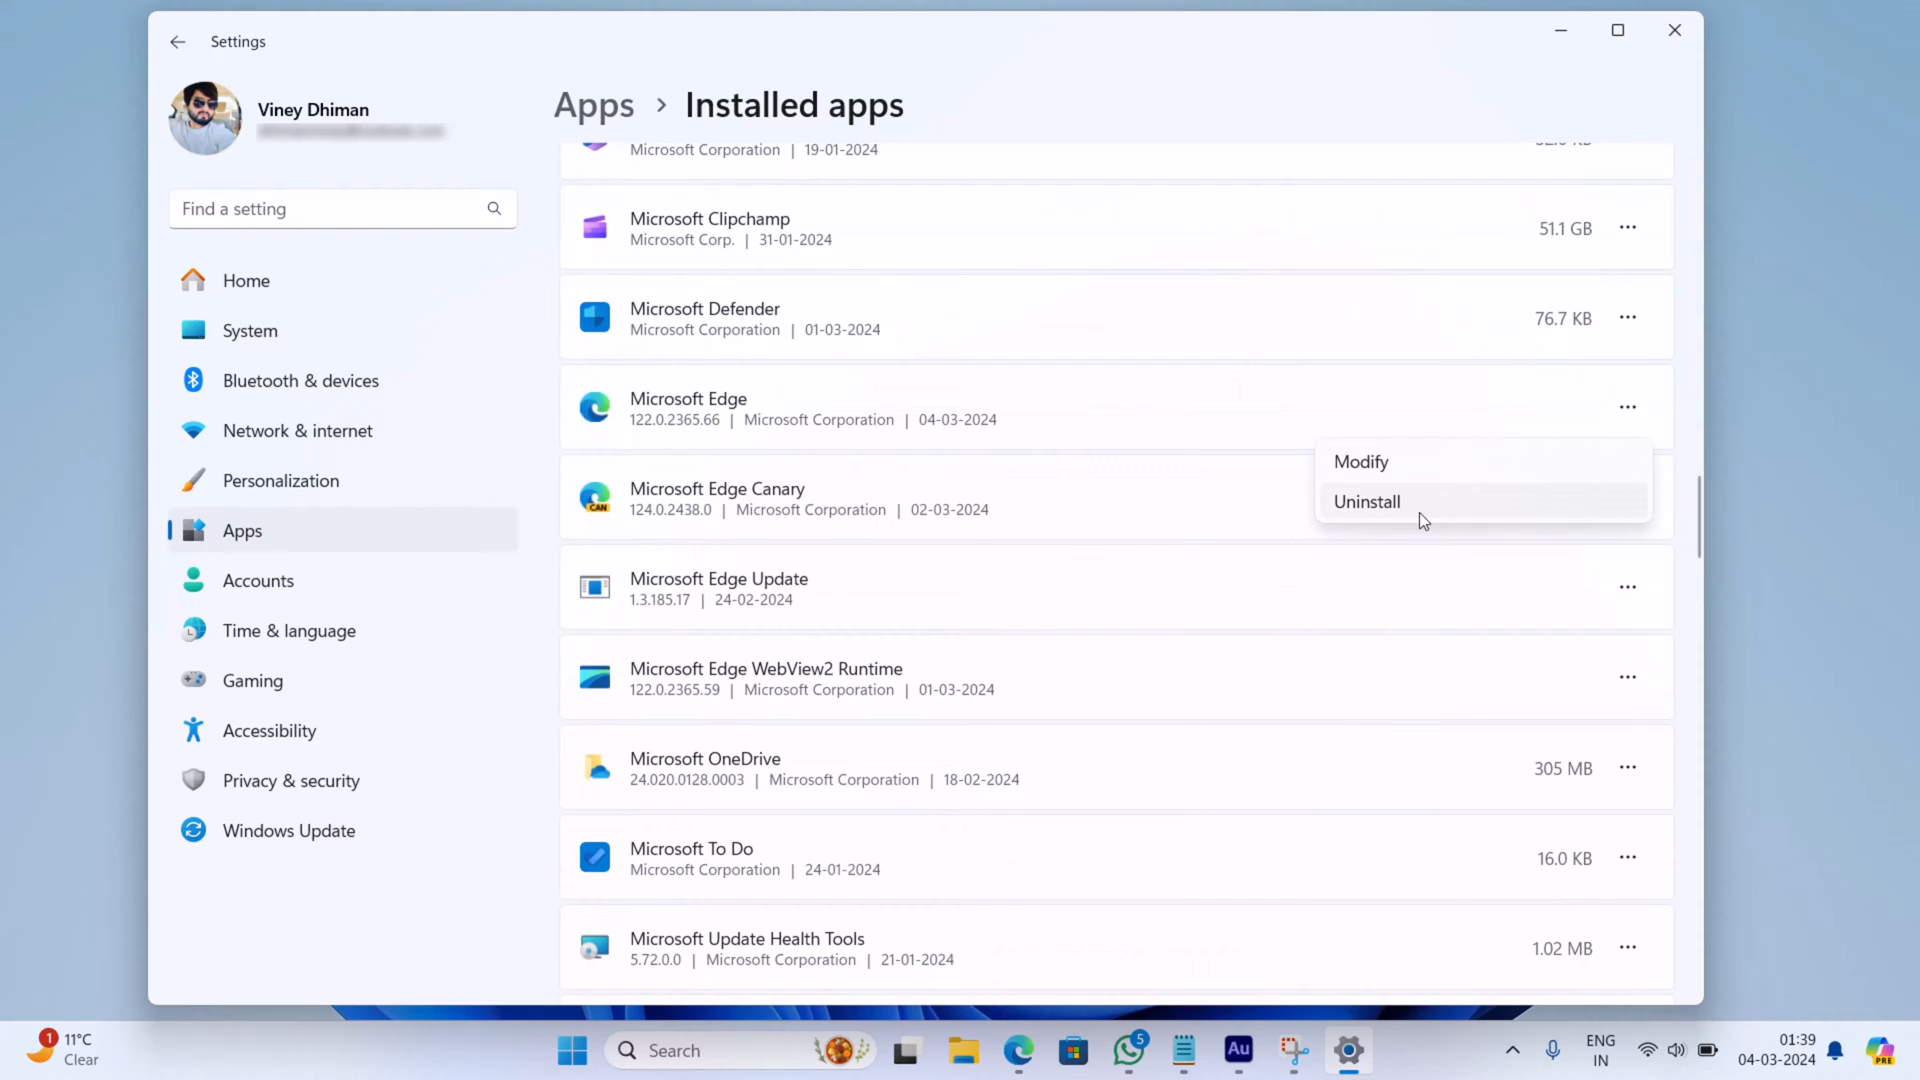 Settings
Viney Dhiman
Find a setting
Home
System
Bluetooth & devices
Network & internet
Personalization
Apps
Accounts
Time & language
Gaming
Accessibility
Privacy & security
Windows Update
Apps > Installed apps
Microsoft Corporation | 19-01-2024
Microsoft Clipchamp
Microsoft Corp. | 31-01-2024
51.1 GB
Microsoft Defender
Microsoft Corporation | 01-03-2024
76.7 KB
Microsoft Edge
122.0.2365.66 | Microsoft Corporation | 04-03-2024
Modify
Uninstall
Microsoft Edge Canary
124.0.2438.0 | Microsoft Corporation | 02-03-2024
CAN
Microsoft Edge Update
1.3.185.17 | 24-02-2024
Microsoft Edge WebView2 Runtime
122.0.2365.59 | Microsoft Corporation | 01-03-2024
Microsoft OneDrive
24.020.0128.0003 | Microsoft Corporation | 18-02-2024
305 MB
Microsoft To Do
Microsoft Corporation | 24-01-2024
16.0 KB
Microsoft Update Health Tools
5.72.0.0 | Microsoft Corporation | 21-01-2024
1.02 MB
1
11°C
Clear
Search
5
Au
ENG
IN
01:39
04-03-2024
PRE